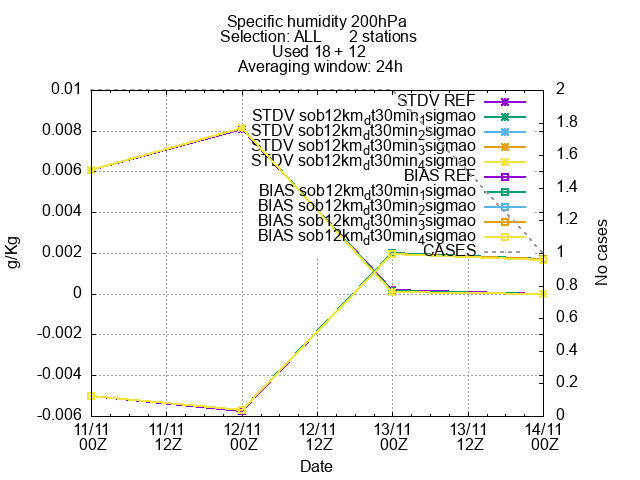 Specific humidity 200hPa
Selection: ALL 2 stations
Used 18 + 12
Averaging window: 24h
0.01
0.008
0.006
0.004
0.002
0
-0.002
-0.004
-0.006
g/Kg
2
1.8
1.6
1.4
1.2
1
0.8
0.6
0.4
0.2
0
No cases
STDV REF
STDV sob12km_dt30min_1sigmao
STDV sob12km_dt30min_2sigmao
STDV sob12km_dt30min_3sigmao
STDV sob12km_dt30min_4sigmao
BIAS REF
BIAS sob12km_dt30min_1sigmao
BIAS sob12km_dt30min_2sigmao
BIAS sob12km_dt30min_3sigmao
BIAS sob12km_dt30min_4sigmao
CASES
11/11 11/11 12/11 12/11 13/11 13/11 14/11
00Z 12Z 00Z 12Z 00Z 12Z 00Z
Date